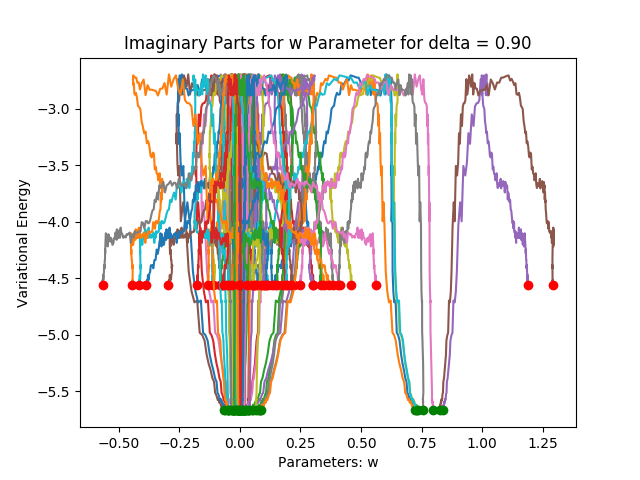 Imaginary Parts for w Parameter for delta = 0.90
Variational Energy
−3.0
−3.5
−4.0
−4.5
−5.0
−5.5
−0.50 −0.25 0.00 0.25 0.50 0.75 1.00 1.25
Parameters: w